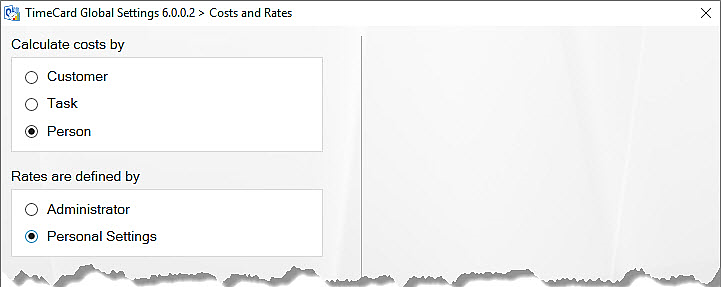 TimeCard Global Settings 6.0.0.2 > Costs and Rates
Calculate costs by
Customer
Task
Person
Rates are defined by
Administrator
Personal Settings